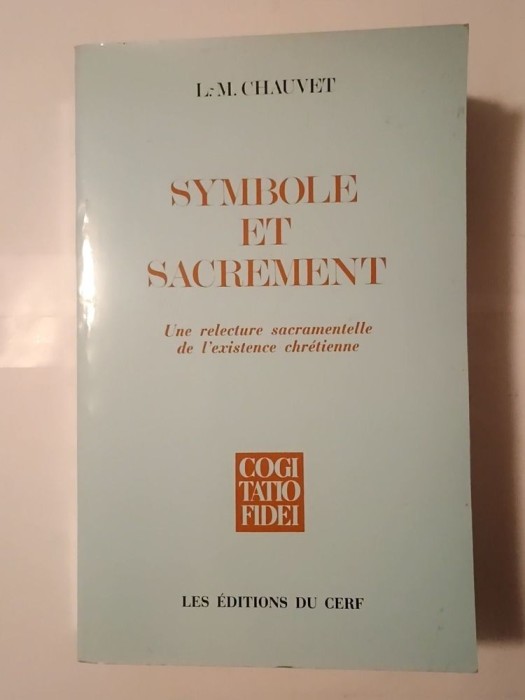 L.-M. CHAUVET
SYMBOLE
ET
SACREMENT
Une relecture sacramentelle
de l'existence chrétienne
COGI
TATIO
FIDEI
LES ÉDITIONS DU CERF